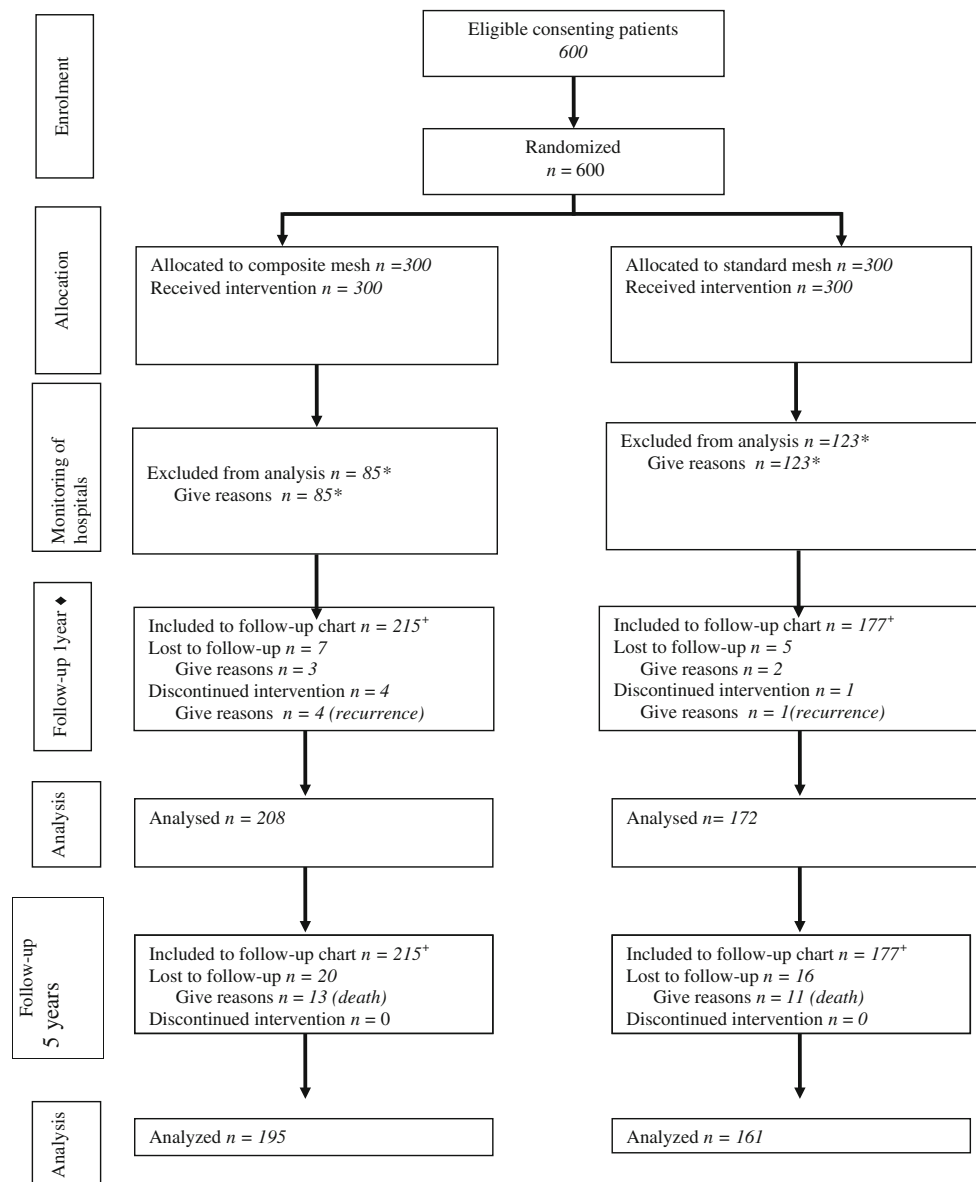 Enrolment
Eligible consenting patients
600
Randomized
n = 600
Allocation
Allocated to composite mesh n =300
Received intervention n = 300
Allocated to standard mesh n =300
Received intervention n =300
Monitoring of
hospitals
Excluded from analysis n = 85*
Give reasons n = 85*
Excluded from analysis n =123*
Give reasons n =123*
Follow-up 1year ♦
Included to follow-up chart n = 215⁺
Lost to follow-up n = 7
Give reasons n = 3
Discontinued intervention n = 4
Give reasons n = 4 (recurrence)
Included to follow-up chart n = 177⁺
Lost to follow-up n = 5
Give reasons n = 2
Discontinued intervention n = 1
Give reasons n = 1(recurrence)
Analysis
Analysed n = 208
Analysed n= 172
Follow-up
5 years
Included to follow-up chart n = 215⁺
Lost to follow-up n = 20
Give reasons n = 13 (death)
Discontinued intervention n = 0
Included to follow-up chart n = 177⁺
Lost to follow-up n = 16
Give reasons n = 11 (death)
Discontinued intervention n = 0
Analysis
Analyzed n = 195
Analyzed n = 161